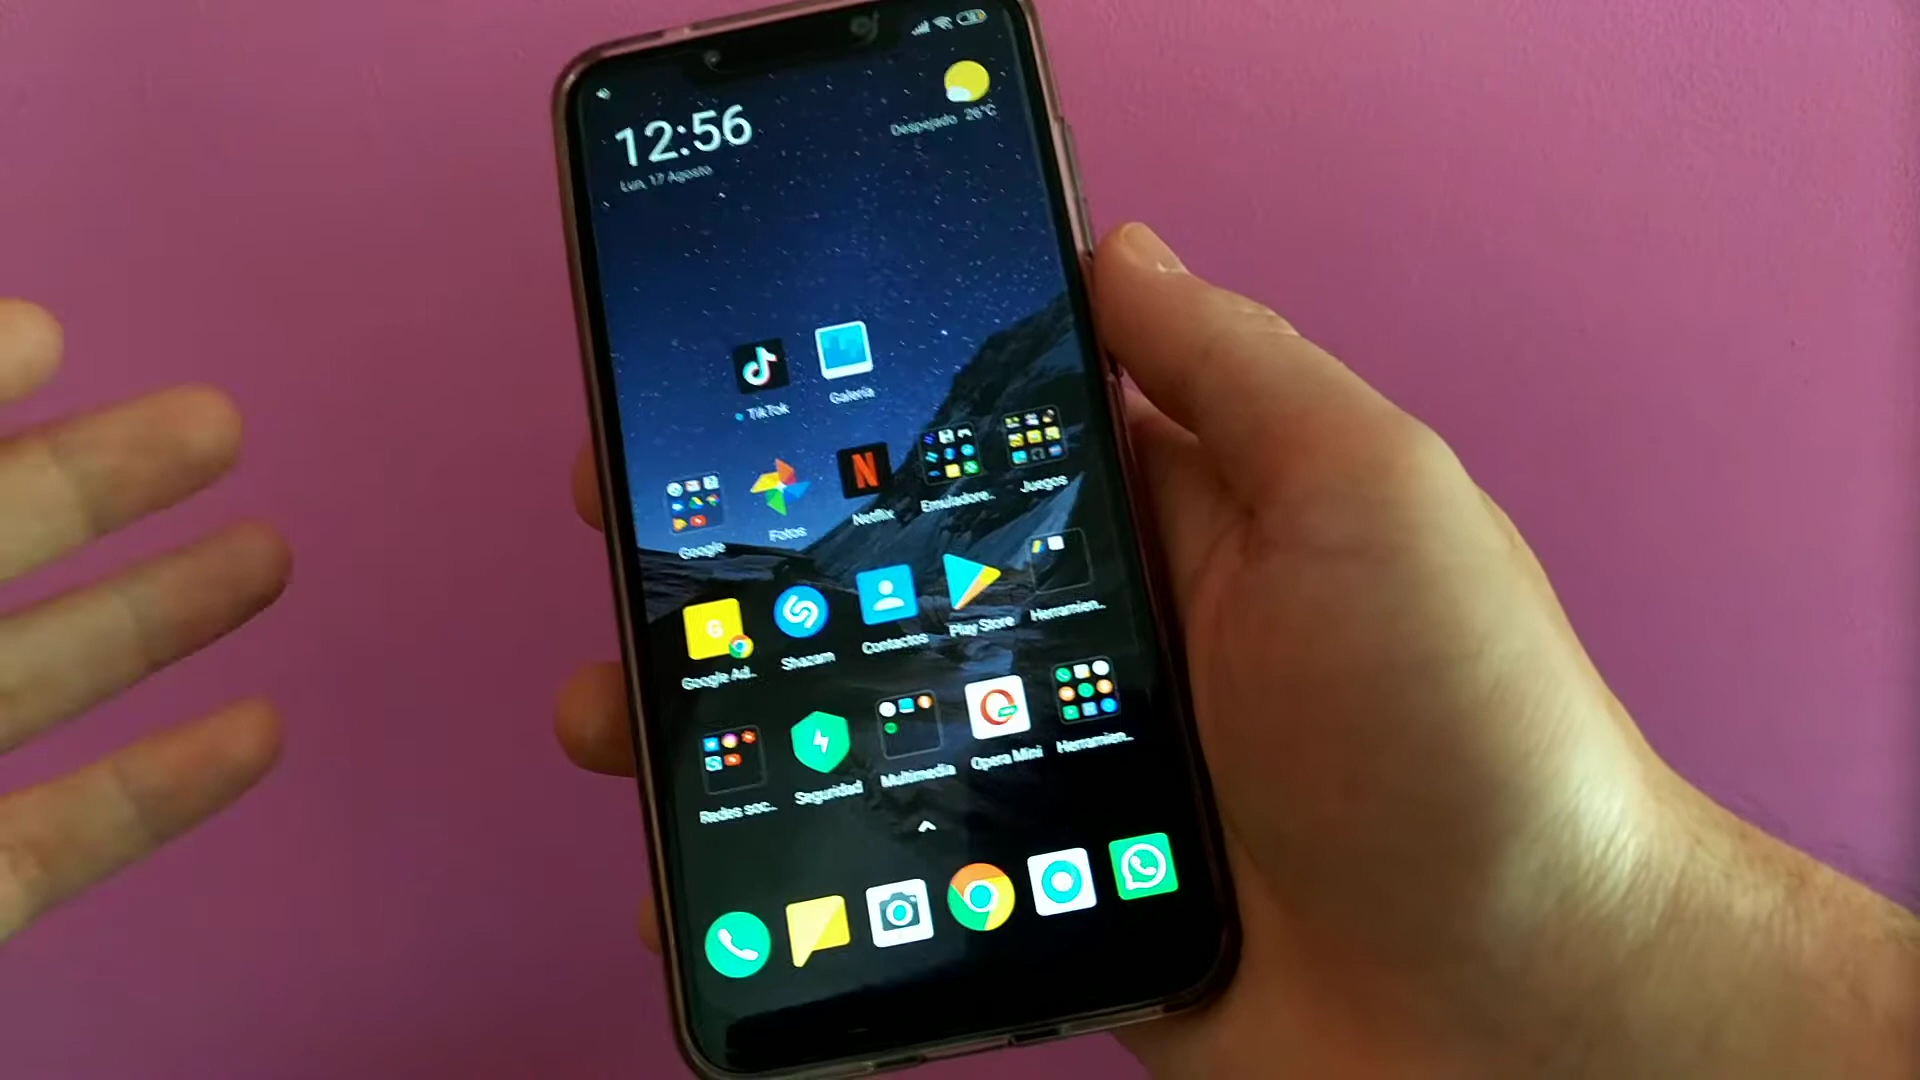 12:56
Lun, 17 Agosto
Despejado 26°C
TikTok
Galería
Google
Fotos
Netflix
Emuladore..
Juegos
G
Google Ad..
Shazam
Contactos
Play Store
Herramien..
Redes soc..
Seguridad
Multimedia
Opera Mini
Herramien..